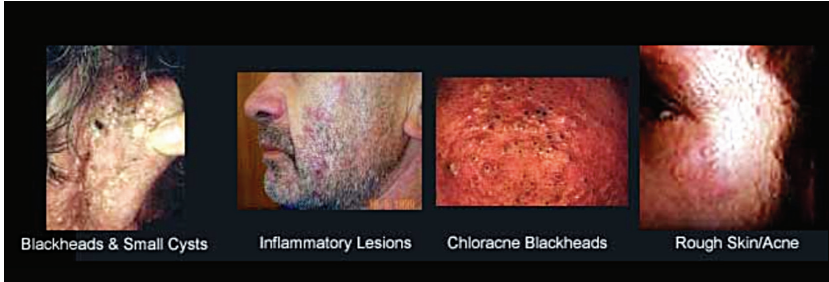 Blackheads & Small Cysts
Inflammatory Lesions
Chloracne Blackheads
Rough Skin/Acne